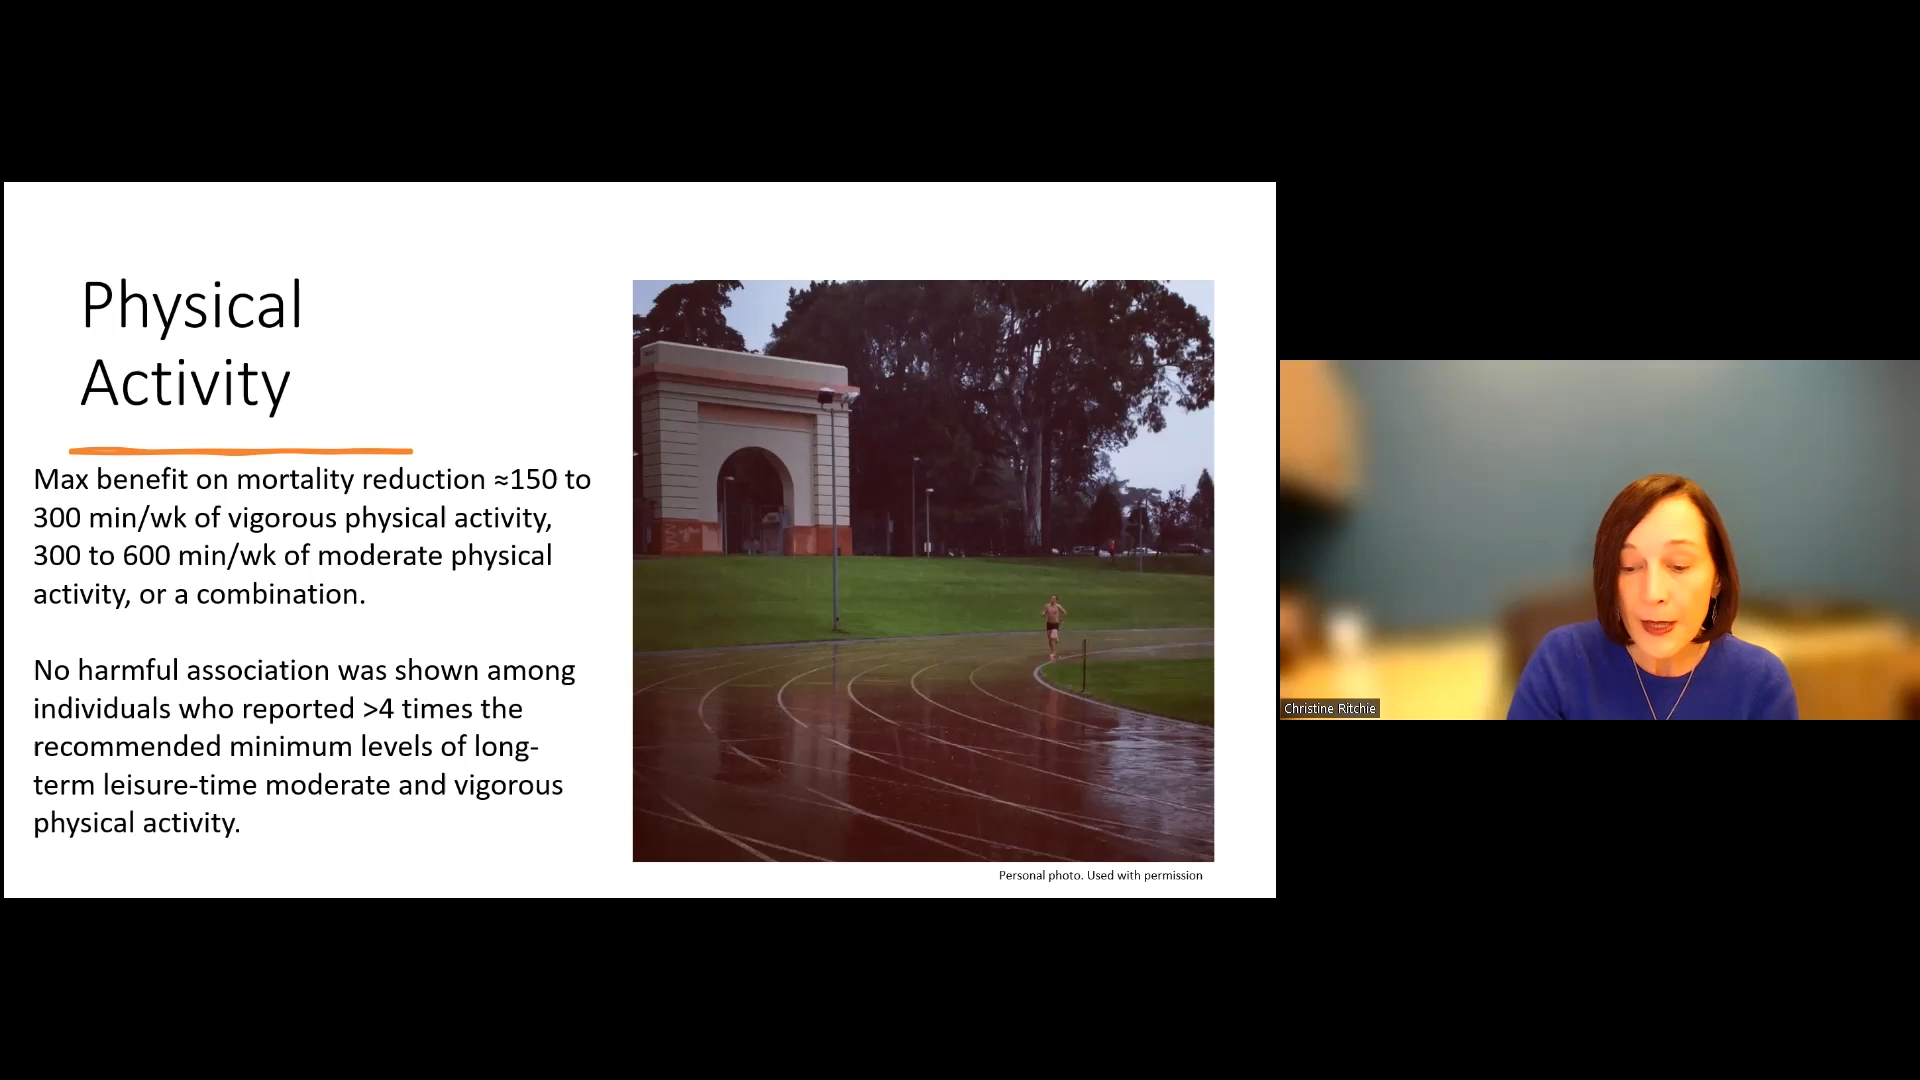 Physical
Activity
Max benefit on mortality reduction ≈150 to
300 min/wk of vigorous physical activity,
300 to 600 min/wk of moderate physical
activity, or a combination.
No harmful association was shown among
individuals who reported >4 times the
recommended minimum levels of long-
term leisure-time moderate and vigorous
physical activity.
Personal photo. Used with permission
Christine Ritchie